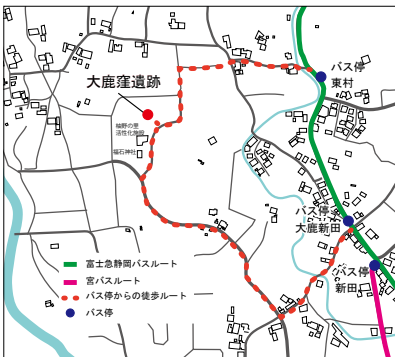 バス停
東村
大鹿窪遺跡
柚野の里
活性化施設
福石神社
バス停
大鹿新田
バス停
新田
富士急静岡バスルート
宮バスルート
バス停からの徒歩ルート
バス停